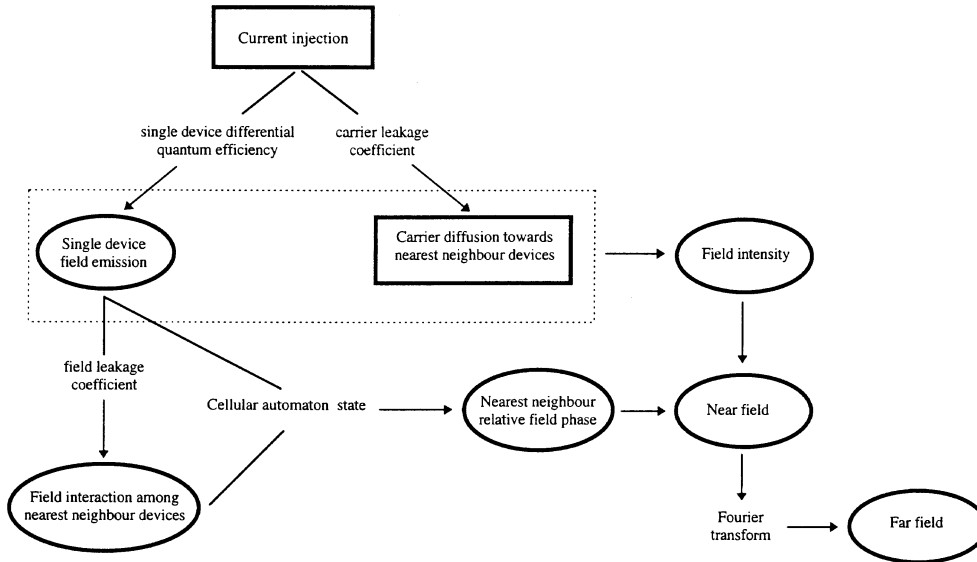 Current injection
single device differential
quantum efficiency
carrier leakage
coefficient
Single device
field emission
Carrier diffusion towards
nearest neighbour devices
Field intensity
field leakage
coefficient
Cellular automaton state
Nearest neighbour
relative field phase
Near field
Field interaction among
nearest neighbour devices
Fourier
transform
Far field